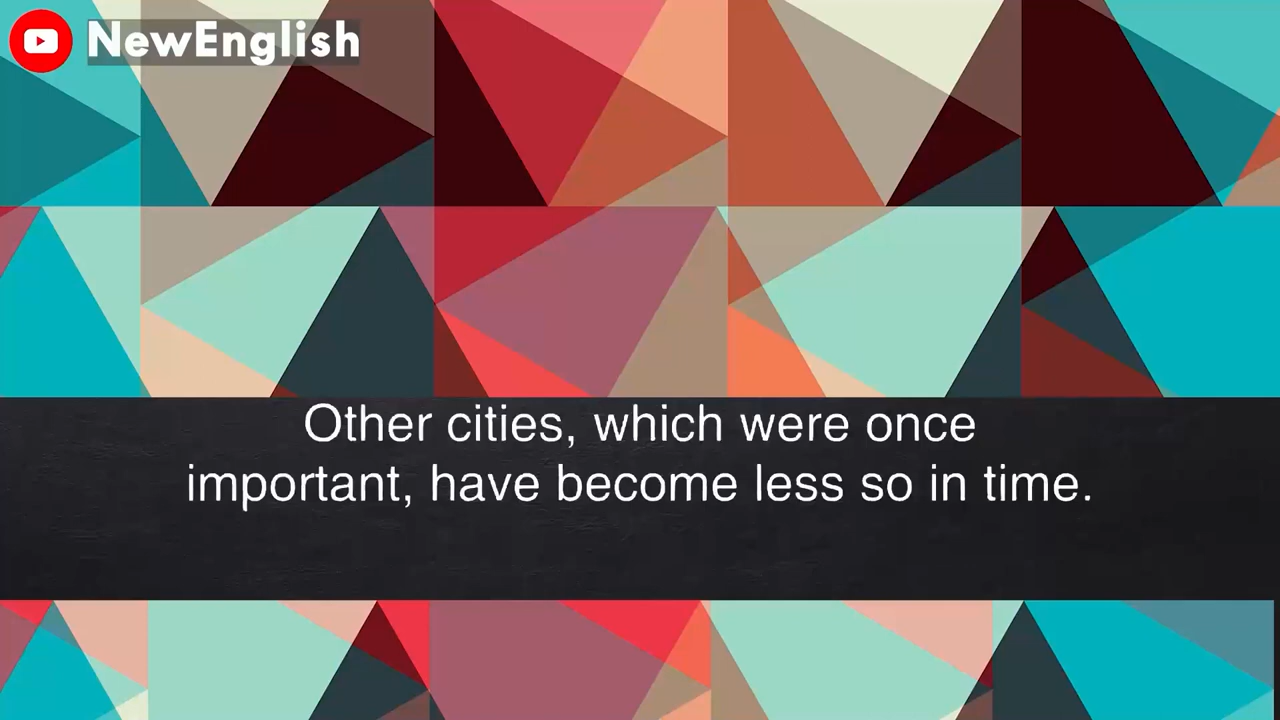 NewEnglish
Other cities, which were once
important, have become less so in time.